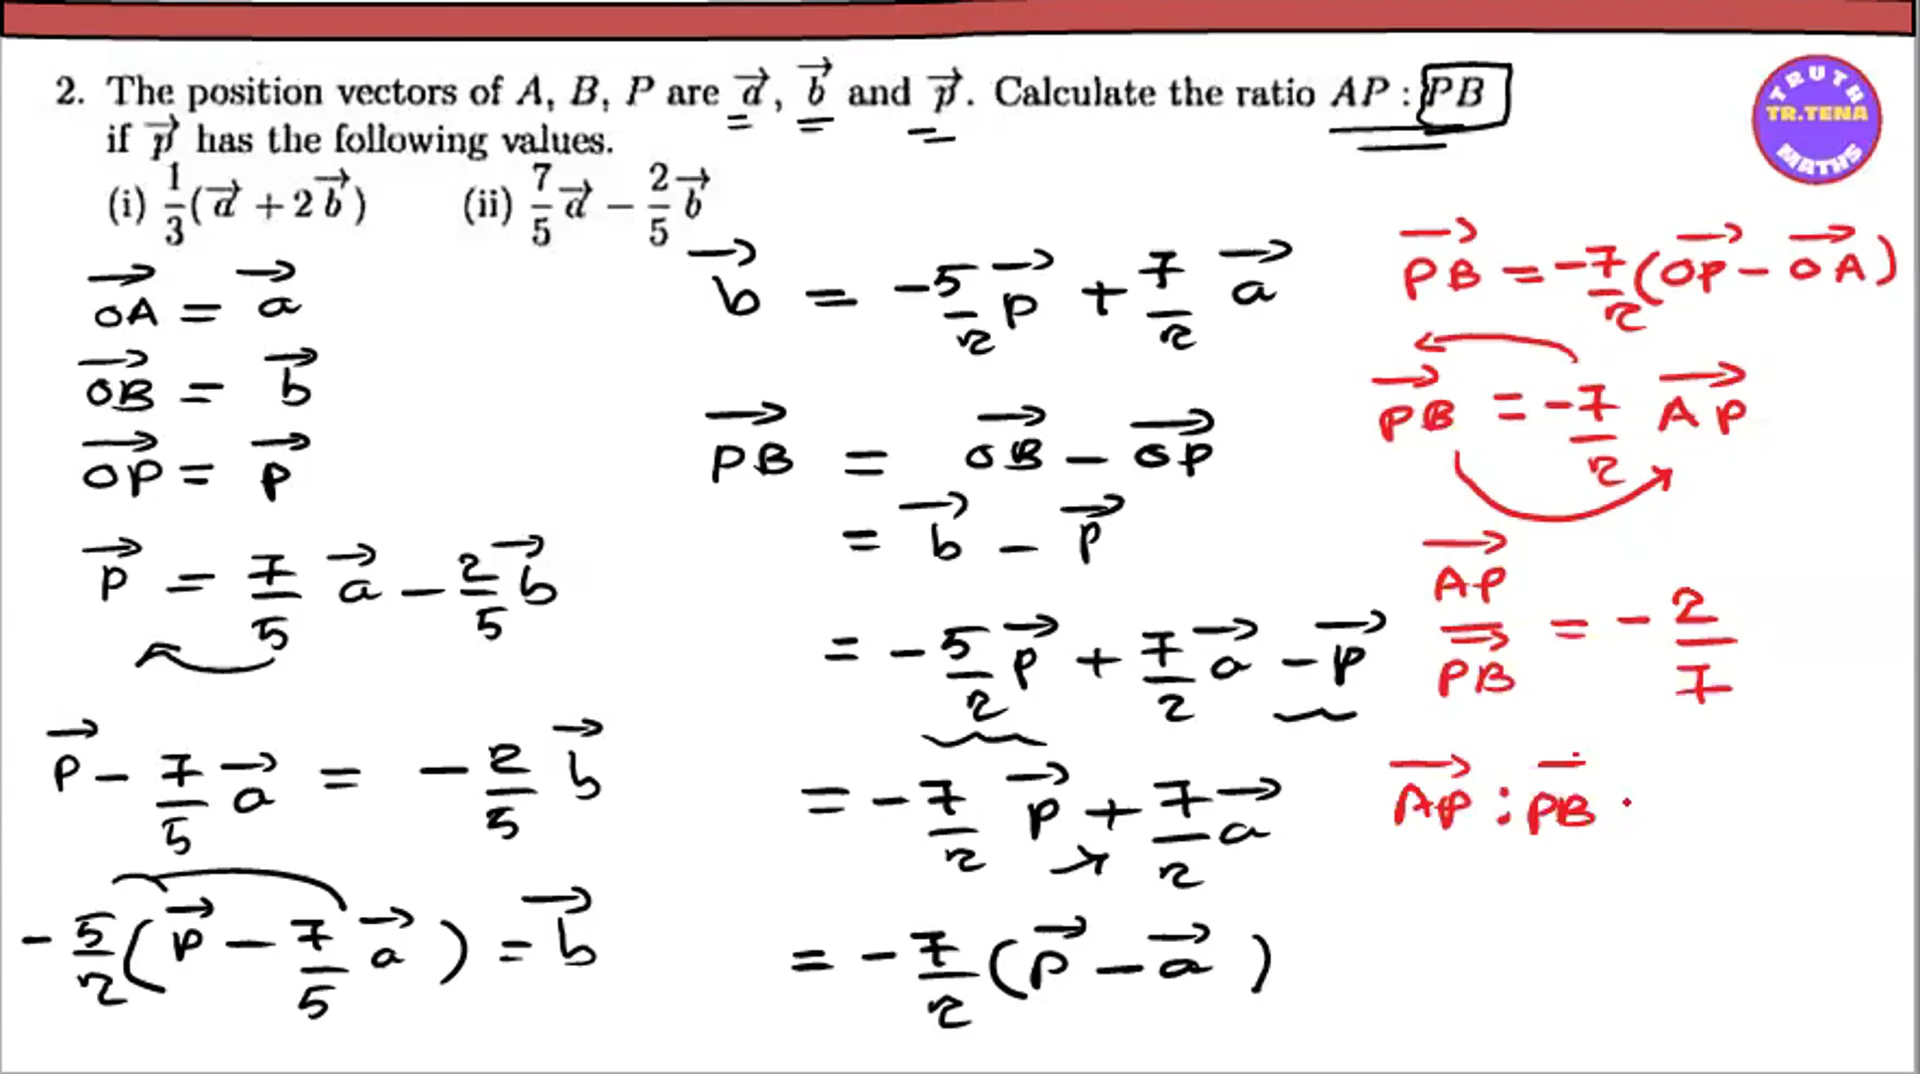 2. The position vectors of A, B, P are →a, →b and →p. Calculate the ratio AP : PB
if →p has the following values.
(i) 1/3(→a + 2→b) (ii) 7/5 →a − 2/5 →b
TRUTH
TR.TENA
MATHS
→OA = →a
→OB = →b
→OP = →p
→p = 7/5 →a − 2/5 →b
→p − 7/5 →a = − 2/5 →b
− 5/2 (→p − 7/5 →a) = →b
→b = − 5/2 →p + 7/2 →a
→PB = →OB − →OP
= →b − →p
= − 5/2 →p + 7/2 →a − →p
= − 7/2 →p + 7/2 →a
= − 7/2 (→p − →a)
→PB = − 7/2 (→OP − →OA)
→PB = − 7/2 →AP
→AP / →PB = − 2/7
→AP : PB